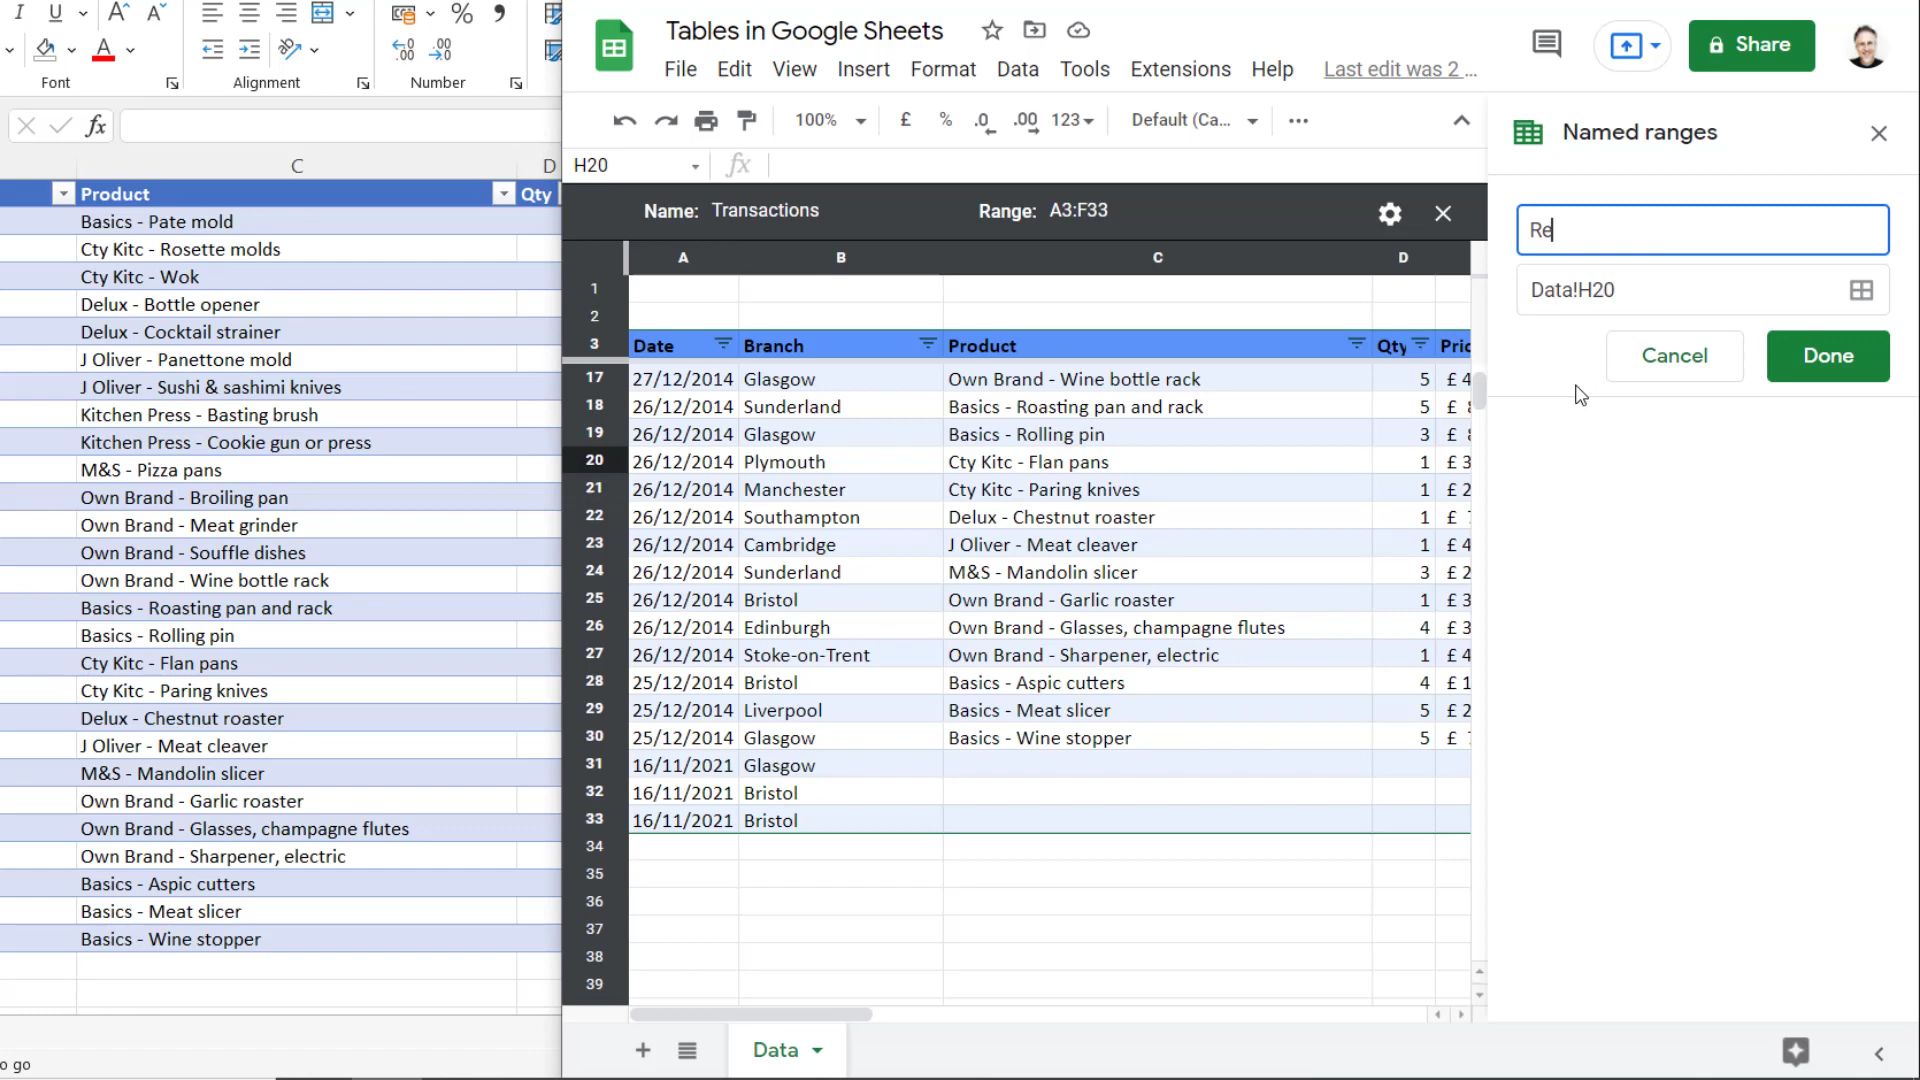 Tables in Google Sheets
File Edit View Insert Format Data Tools Extensions Help Last edit was 2 ...
Share
I U A A % 9
Font Alignment Number
100% £ % .0 .00 123 Default (Ca... ...
fx
H20 fx
Name: Transactions Range: A3:F33
Named ranges
Re
Data!H20
Cancel Done
C D
Product Qty
Basics - Pate mold
Cty Kitc - Rosette molds
Cty Kitc - Wok
Delux - Bottle opener
Delux - Cocktail strainer
J Oliver - Panettone mold
J Oliver - Sushi & sashimi knives
Kitchen Press - Basting brush
Kitchen Press - Cookie gun or press
M&S - Pizza pans
Own Brand - Broiling pan
Own Brand - Meat grinder
Own Brand - Souffle dishes
Own Brand - Wine bottle rack
Basics - Roasting pan and rack
Basics - Rolling pin
Cty Kitc - Flan pans
Cty Kitc - Paring knives
Delux - Chestnut roaster
J Oliver - Meat cleaver
M&S - Mandolin slicer
Own Brand - Garlic roaster
Own Brand - Glasses, champagne flutes
Own Brand - Sharpener, electric
Basics - Aspic cutters
Basics - Meat slicer
Basics - Wine stopper
o go
A B C D
1
2
3 Date Branch Product Qty Pric
17 27/12/2014 Glasgow Own Brand - Wine bottle rack 5 £ 4
18 26/12/2014 Sunderland Basics - Roasting pan and rack 5 £
19 26/12/2014 Glasgow Basics - Rolling pin 3 £
20 26/12/2014 Plymouth Cty Kitc - Flan pans 1 £ 3
21 26/12/2014 Manchester Cty Kitc - Paring knives 1 £ 2
22 26/12/2014 Southampton Delux - Chestnut roaster 1 £
23 26/12/2014 Cambridge J Oliver - Meat cleaver 1 £ 4
24 26/12/2014 Sunderland M&S - Mandolin slicer 3 £ 2
25 26/12/2014 Bristol Own Brand - Garlic roaster 1 £ 3
26 26/12/2014 Edinburgh Own Brand - Glasses, champagne flutes 4 £ 3
27 26/12/2014 Stoke-on-Trent Own Brand - Sharpener, electric 1 £ 4
28 25/12/2014 Bristol Basics - Aspic cutters 4 £ 1
29 25/12/2014 Liverpool Basics - Meat slicer 5 £ 2
30 25/12/2014 Glasgow Basics - Wine stopper 5 £
31 16/11/2021 Glasgow
32 16/11/2021 Bristol
33 16/11/2021 Bristol
34
35
36
37
38
39
Data